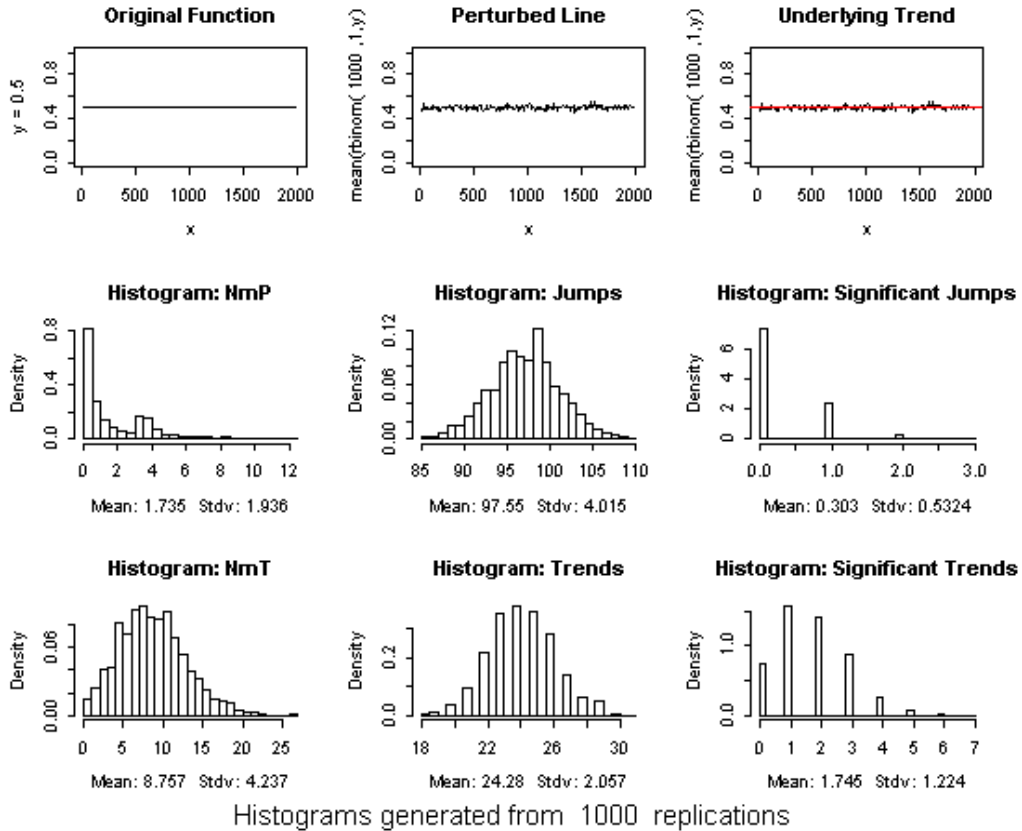 Original Function
Perturbed Line
Underlying Trend
y = 0.5
0.0 0.4 0.8
0 500 1000 1500 2000
x
mean(rbinom( 1000 ,1,y)
0.0 0.4 0.8
0 500 1000 1500 2000
x
mean(rbinom( 1000 ,1,y)
0.0 0.4 0.8
0 500 1000 1500 2000
x
Histogram: NmP
Histogram: Jumps
Histogram: Significant Jumps
Density
0.0 0.4 0.8
0 2 4 6 8 10 12
Mean: 1.735 Stdv: 1.936
Density
0.00 0.06 0.12
85 90 95 100 105 110
Mean: 97.55 Stdv: 4.015
Density
0 2 4 6
0.0 1.0 2.0 3.0
Mean: 0.303 Stdv: 0.5324
Histogram: NmT
Histogram: Trends
Histogram: Significant Trends
Density
0.00 0.06
0 5 10 15 20 25
Mean: 8.757 Stdv: 4.237
Density
0.0 0.2
18 22 26 30
Mean: 24.28 Stdv: 2.057
Density
0.0 1.0
0 1 2 3 4 5 6 7
Mean: 1.745 Stdv: 1.224
Histograms generated from 1000 replications